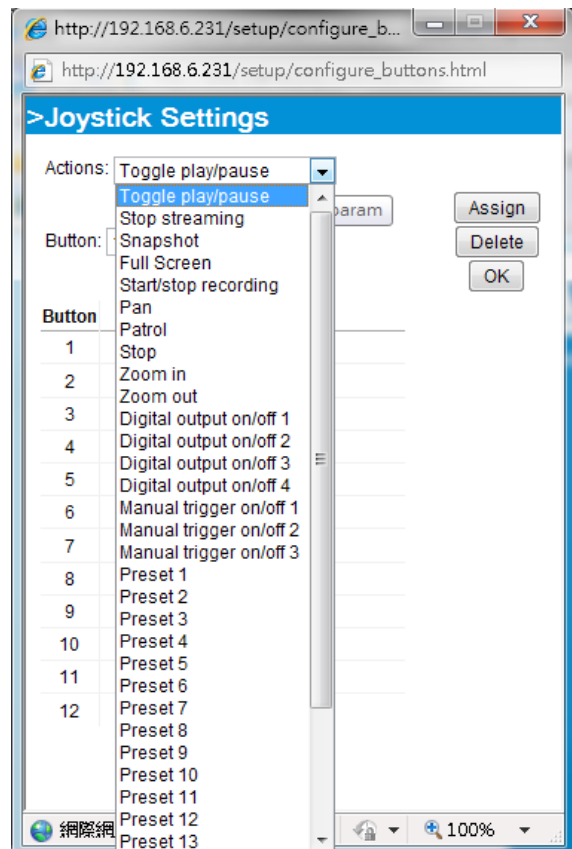 http://192.168.6.231/setup/configure_b...
http://192.168.6.231/setup/configure_buttons.html
>Joystick Settings
Actions: Toggle play/pause
Toggle play/pause
param
Assign
Stop streaming
Button:
Snapshot
Delete
Full Screen
OK
Start/stop recording
Button
Pan
Patrol
1
Stop
2
Zoom in
Zoom out
3
Digital output on/off 1
4
Digital output on/off 2
Digital output on/off 3
5
Digital output on/off 4
6
Manual trigger on/off 1
Manual trigger on/off 2
7
Manual trigger on/off 3
8
Preset 1
Preset 2
9
Preset 3
10
Preset 4
Preset 5
11
Preset 6
12
Preset 7
Preset 8
Preset 9
Preset 10
Preset 11
Preset 12
Preset 13
網際網
100%